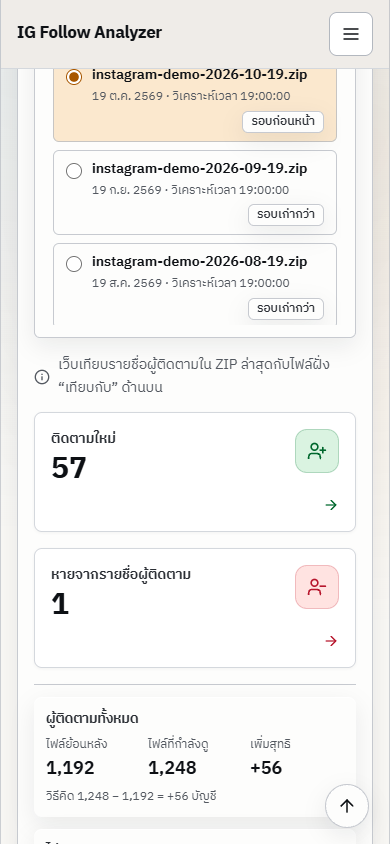 IG Follow Analyzer
instagram-demo-2026-10-19.zip
19 ต.ค. 2569 · วิเคราะห์เวลา 19:00:00
รอบก่อนหน้า
instagram-demo-2026-09-19.zip
19 ก.ย. 2569 · วิเคราะห์เวลา 19:00:00
รอบเก่ากว่า
instagram-demo-2026-08-19.zip
19 ส.ค. 2569 · วิเคราะห์เวลา 19:00:00
รอบเก่ากว่า
เว็บเทียบรายชื่อผู้ติดตามใน ZIP ล่าสุดกับไฟล์ฝั่ง
“เทียบกับ” ด้านบน
ติดตามใหม่
57
หายจากรายชื่อผู้ติดตาม
1
ผู้ติดตามทั้งหมด
ไฟล์ย้อนหลัง ไฟล์ที่กำลังดู เพิ่มสุทธิ
1,192 1,248 +56
วิธีคิด 1,248 − 1,192 = +56 บัญชี